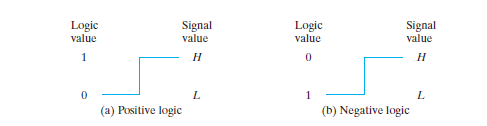 Logic Signal Logic Signal
value value value value
1 H 0 H
0 L 1 L
(a) Positive logic (b) Negative logic